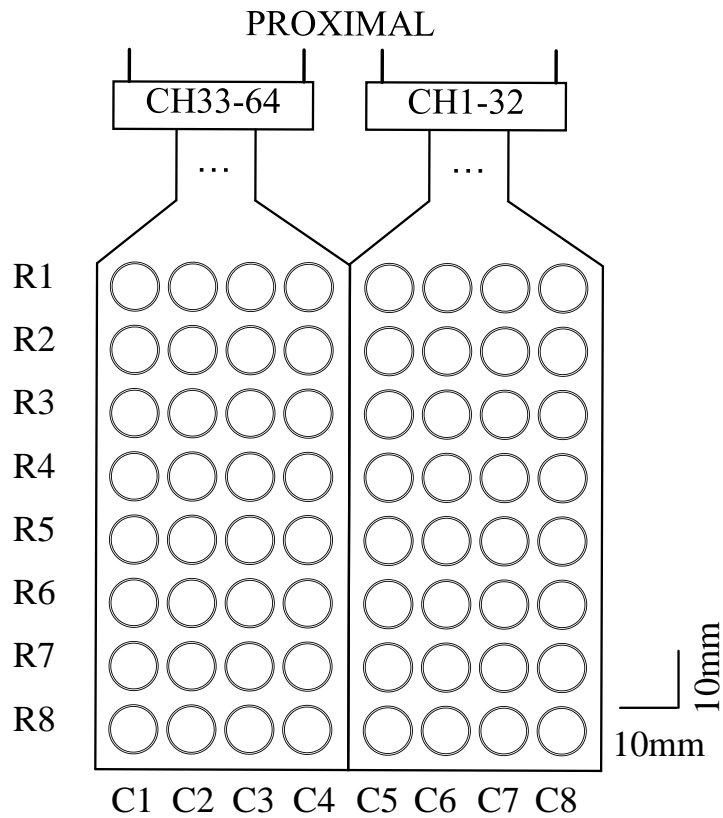 PROXIMAL
CH33-64 CH1-32
... ...
R1
R2
R3
R4
R5
R6
R7
R8
10mm
10mm
C1 C2 C3 C4 C5 C6 C7 C8